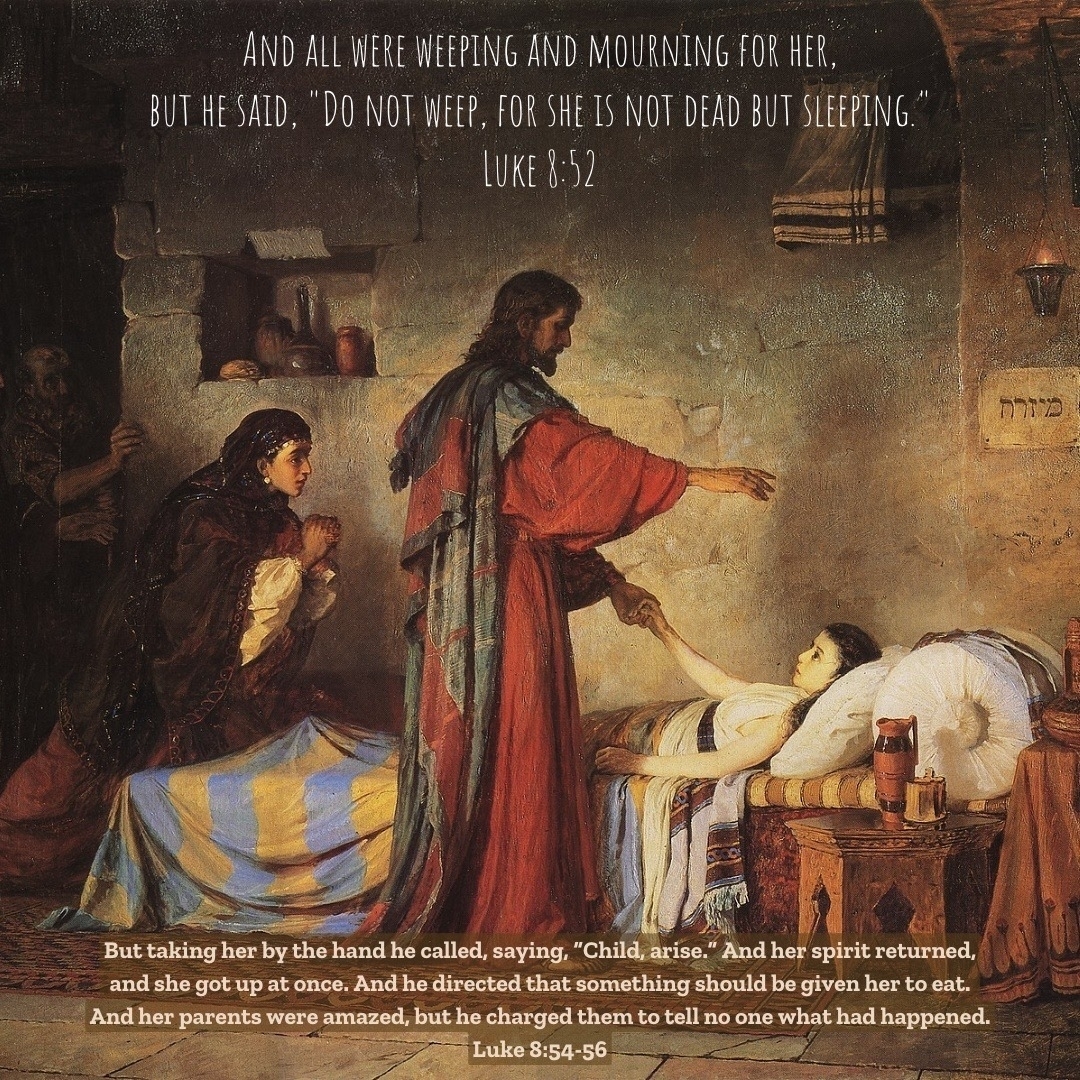 And all were weeping and mourning for her,
but he said, "Do not weep, for she is not dead but sleeping."
Luke 8:52
מיזרה
But taking her by the hand he called, saying, "Child, arise." And her spirit returned,
and she got up at once. And he directed that something should be given her to eat.
And her parents were amazed, but he charged them to tell no one what had happened.
Luke 8:54-56